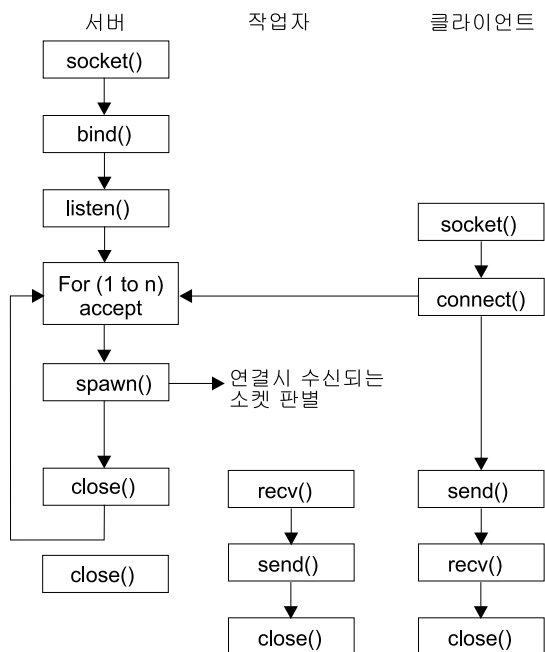 서버
작업자
클라이언트
socket()
bind()
listen()
For (1 to n)
accept
spawn()
연결시 수신되는
소켓 판별
close()
close()
recv()
send()
close()
socket()
connect()
send()
recv()
close()